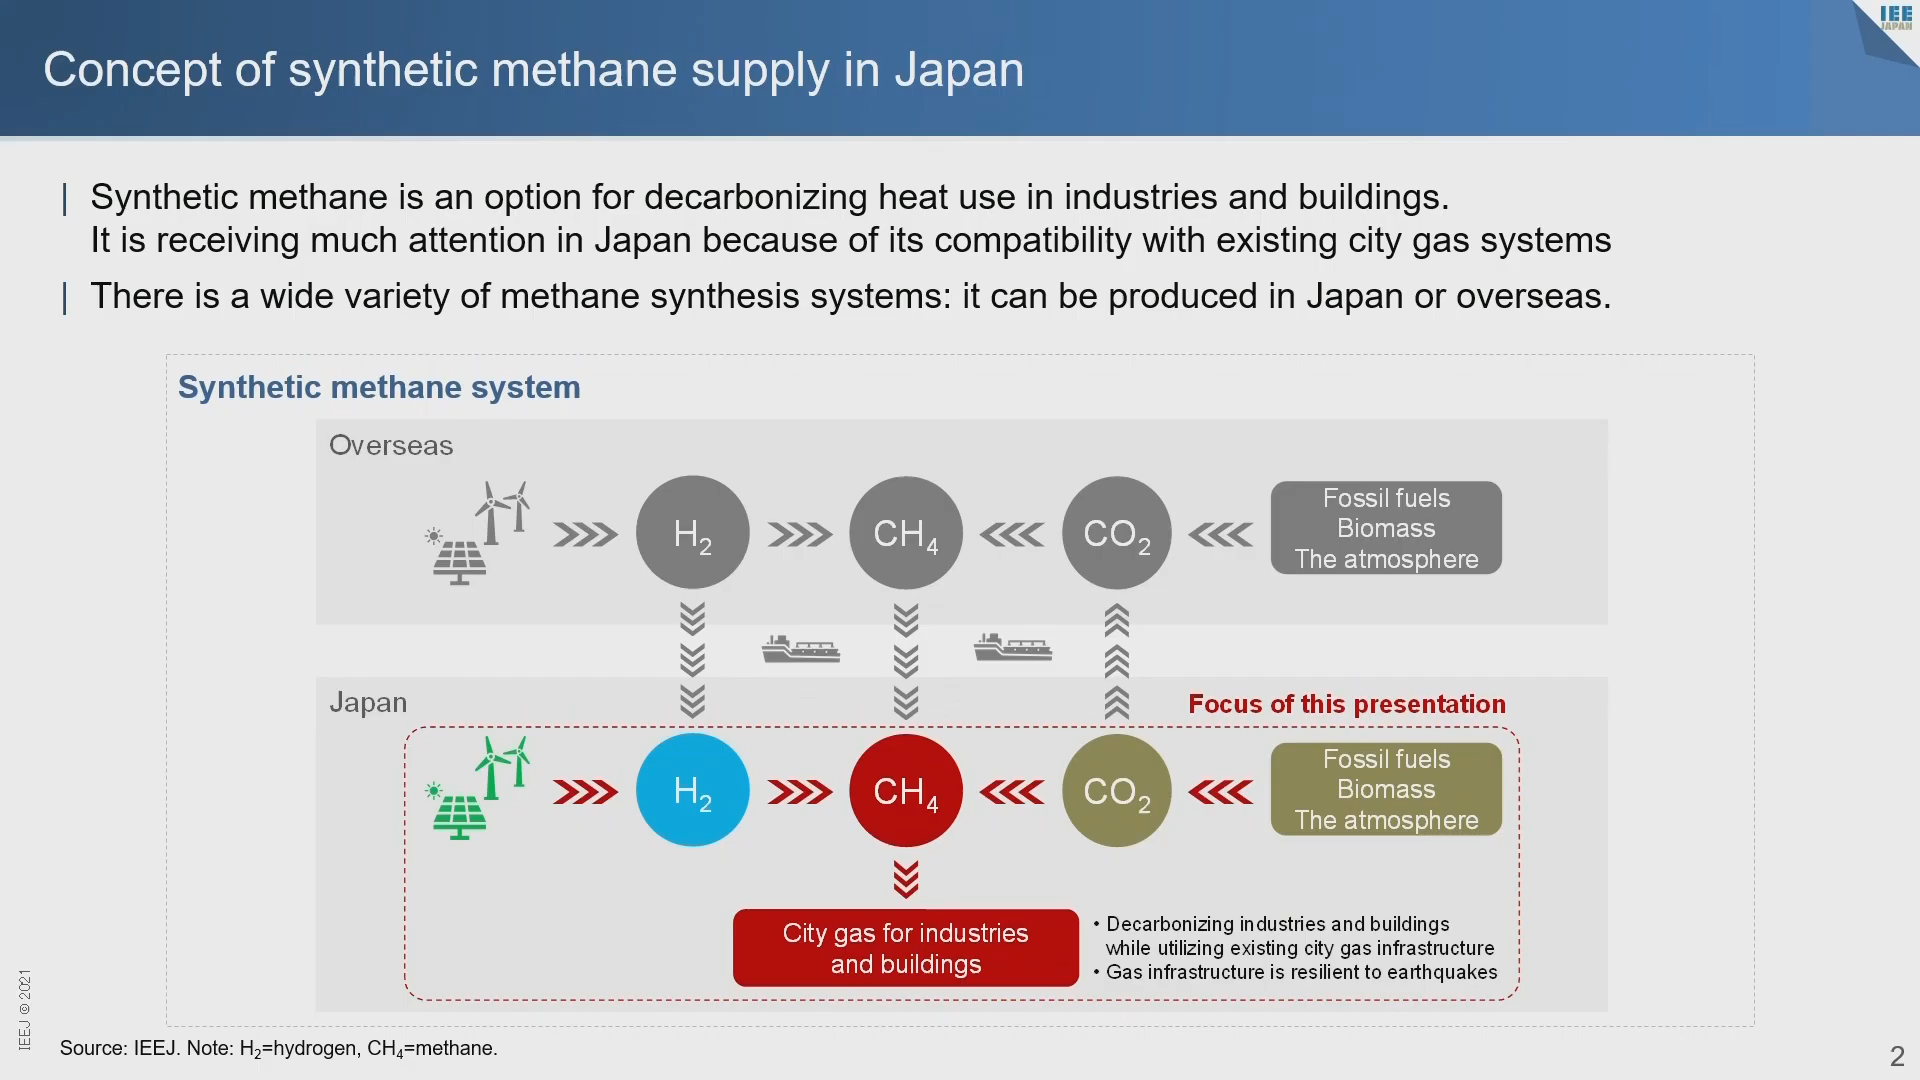 IEE
JAPAN
Concept of synthetic methane supply in Japan
Synthetic methane is an option for decarbonizing heat use in industries and buildings.
It is receiving much attention in Japan because of its compatibility with existing city gas systems
There is a wide variety of methane synthesis systems: it can be produced in Japan or overseas.
Synthetic methane system
Overseas
H₂
CH₄
CO₂
Fossil fuels
Biomass
The atmosphere
Japan
Focus of this presentation
H₂
CH₄
CO₂
Fossil fuels
Biomass
The atmosphere
City gas for industries
and buildings
• Decarbonizing industries and buildings
while utilizing existing city gas infrastructure
• Gas infrastructure is resilient to earthquakes
IEEJ © 2021
Source: IEEJ. Note: H₂=hydrogen, CH₄=methane.
2